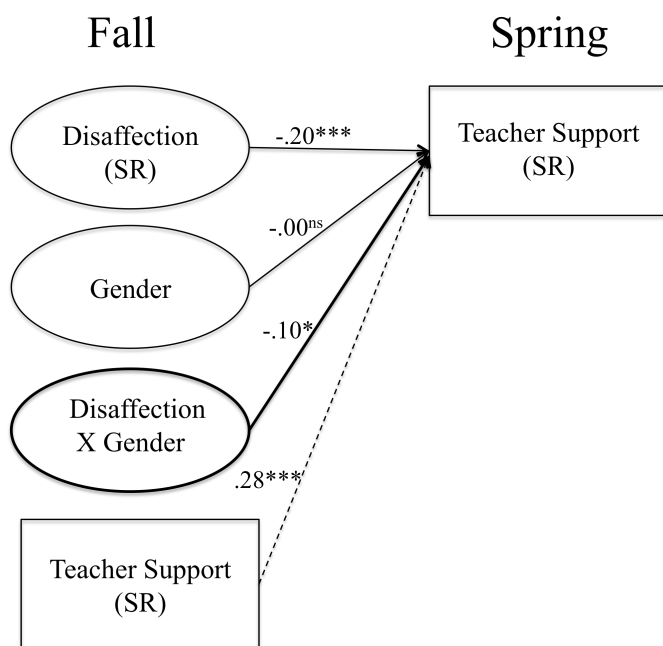 Fall
Spring
Disaffection
(SR)
-.20***
Teacher Support
(SR)
-.00ns
Gender
-.10*
Disaffection
X Gender
.28***
Teacher Support
(SR)